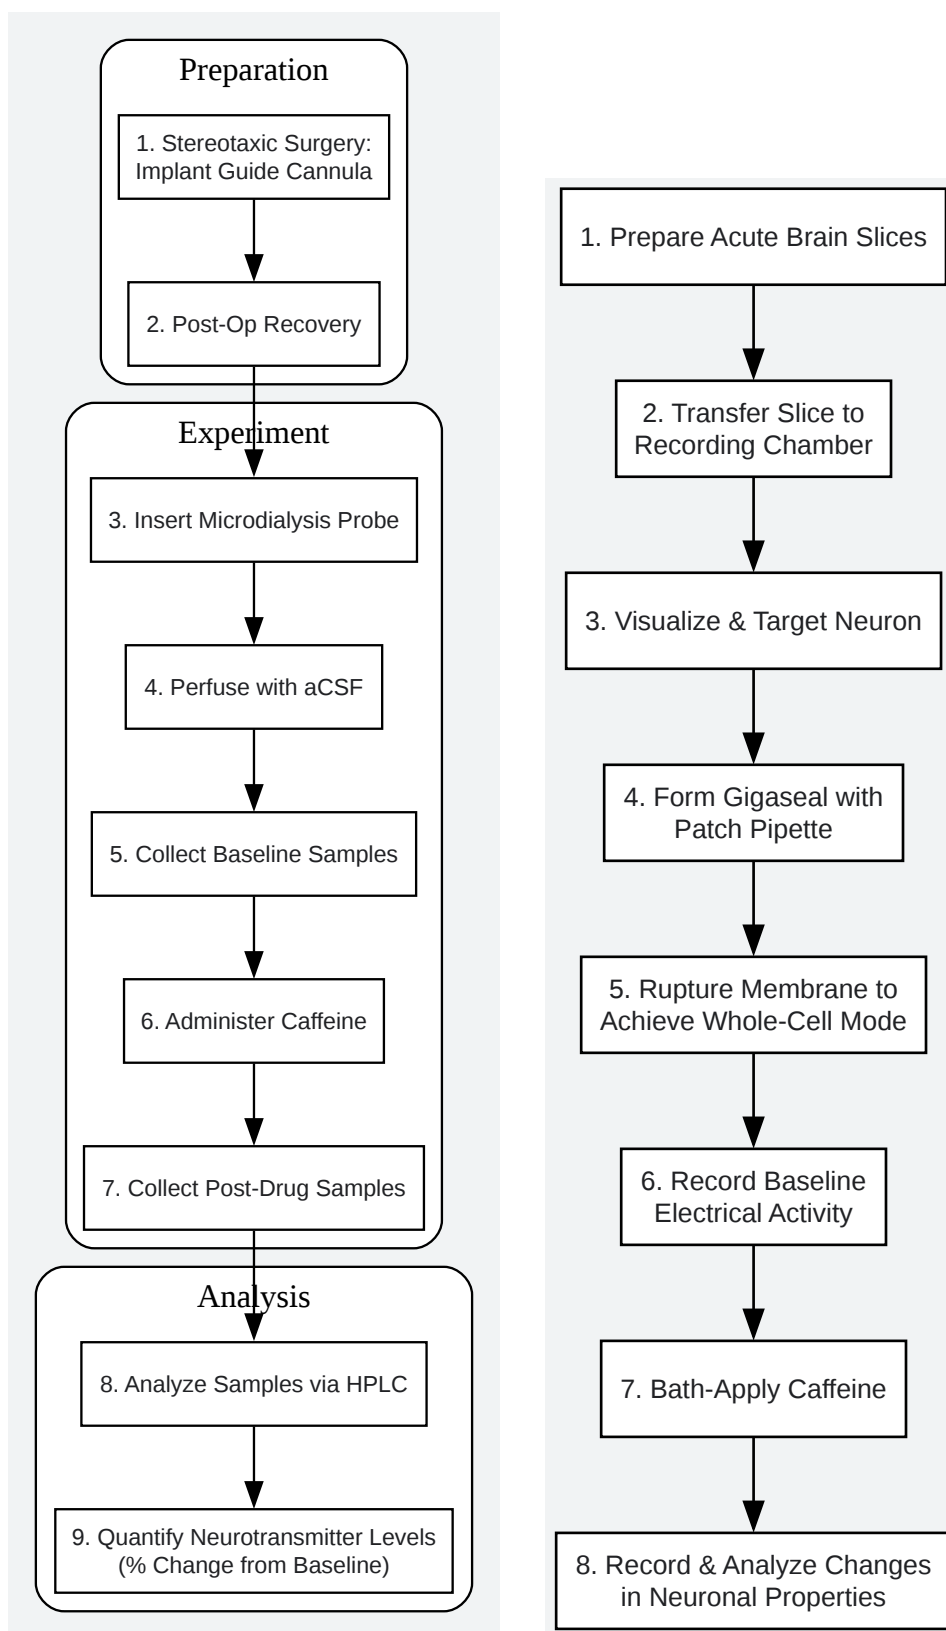 Preparation
1. Stereotaxic Surgery:
Implant Guide Cannula
2. Post-Op Recovery
Experiment
3. Insert Microdialysis Probe
4. Perfuse with aCSF
5. Collect Baseline Samples
6. Administer Caffeine
7. Collect Post-Drug Samples
Analysis
8. Analyze Samples via HPLC
9. Quantify Neurotransmitter Levels
(% Change from Baseline)
1. Prepare Acute Brain Slices
2. Transfer Slice to
Recording Chamber
3. Visualize & Target Neuron
4. Form Gigaseal with
Patch Pipette
5. Rupture Membrane to
Achieve Whole-Cell Mode
6. Record Baseline
Electrical Activity
7. Bath-Apply Caffeine
8. Record & Analyze Changes
in Neuronal Properties